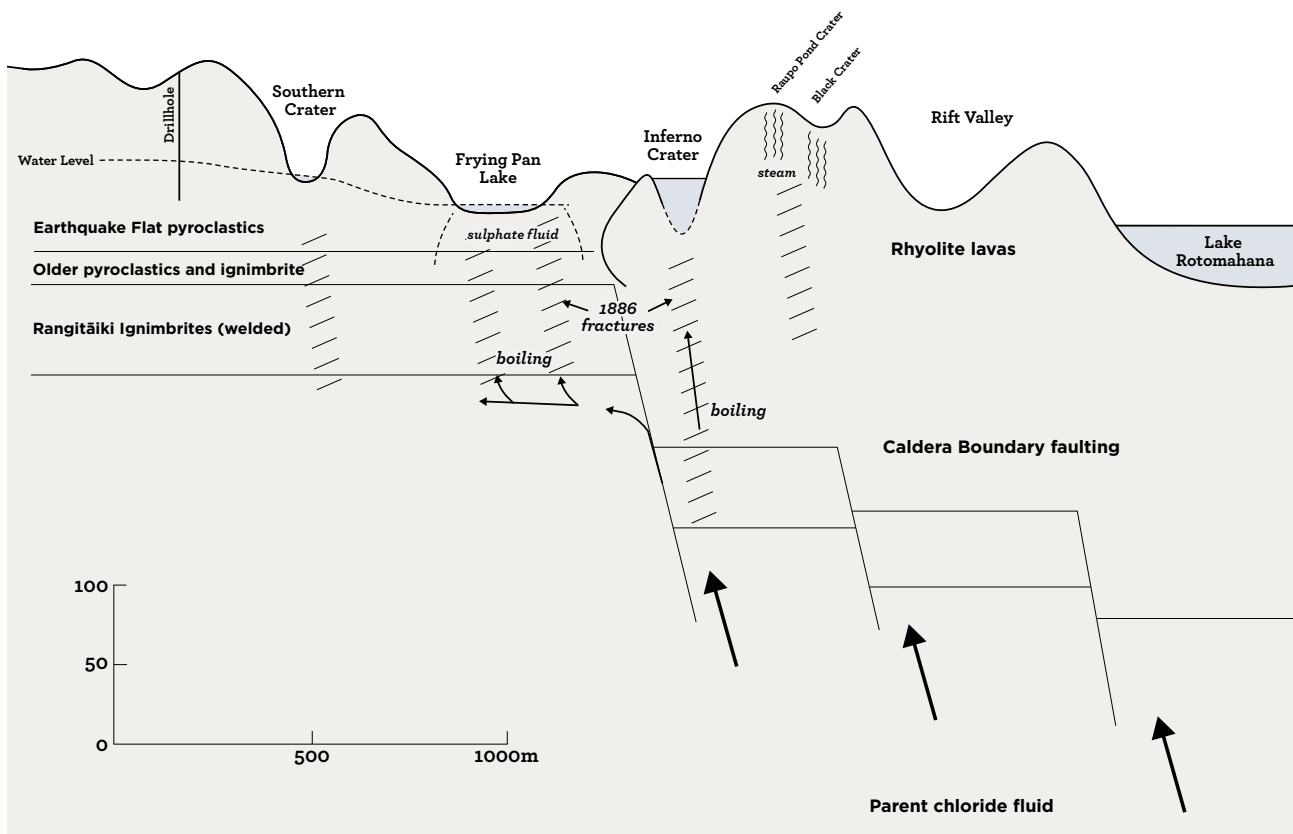 Raupo Pond Crater
Black Crater
Southern
Crater
Drillhole
Rift Valley
Inferno
Crater
Water Level
Frying Pan
Lake
steam
Earthquake Flat pyroclastics
sulphate fluid
Rhyolite lavas
Lake
Rotomahana
Older pyroclastics and ignimbrite
1886
fractures
Rangitāiki Ignimbrites (welded)
boiling
boiling
Caldera Boundary faulting
100
50
0
500
1000m
Parent chloride fluid